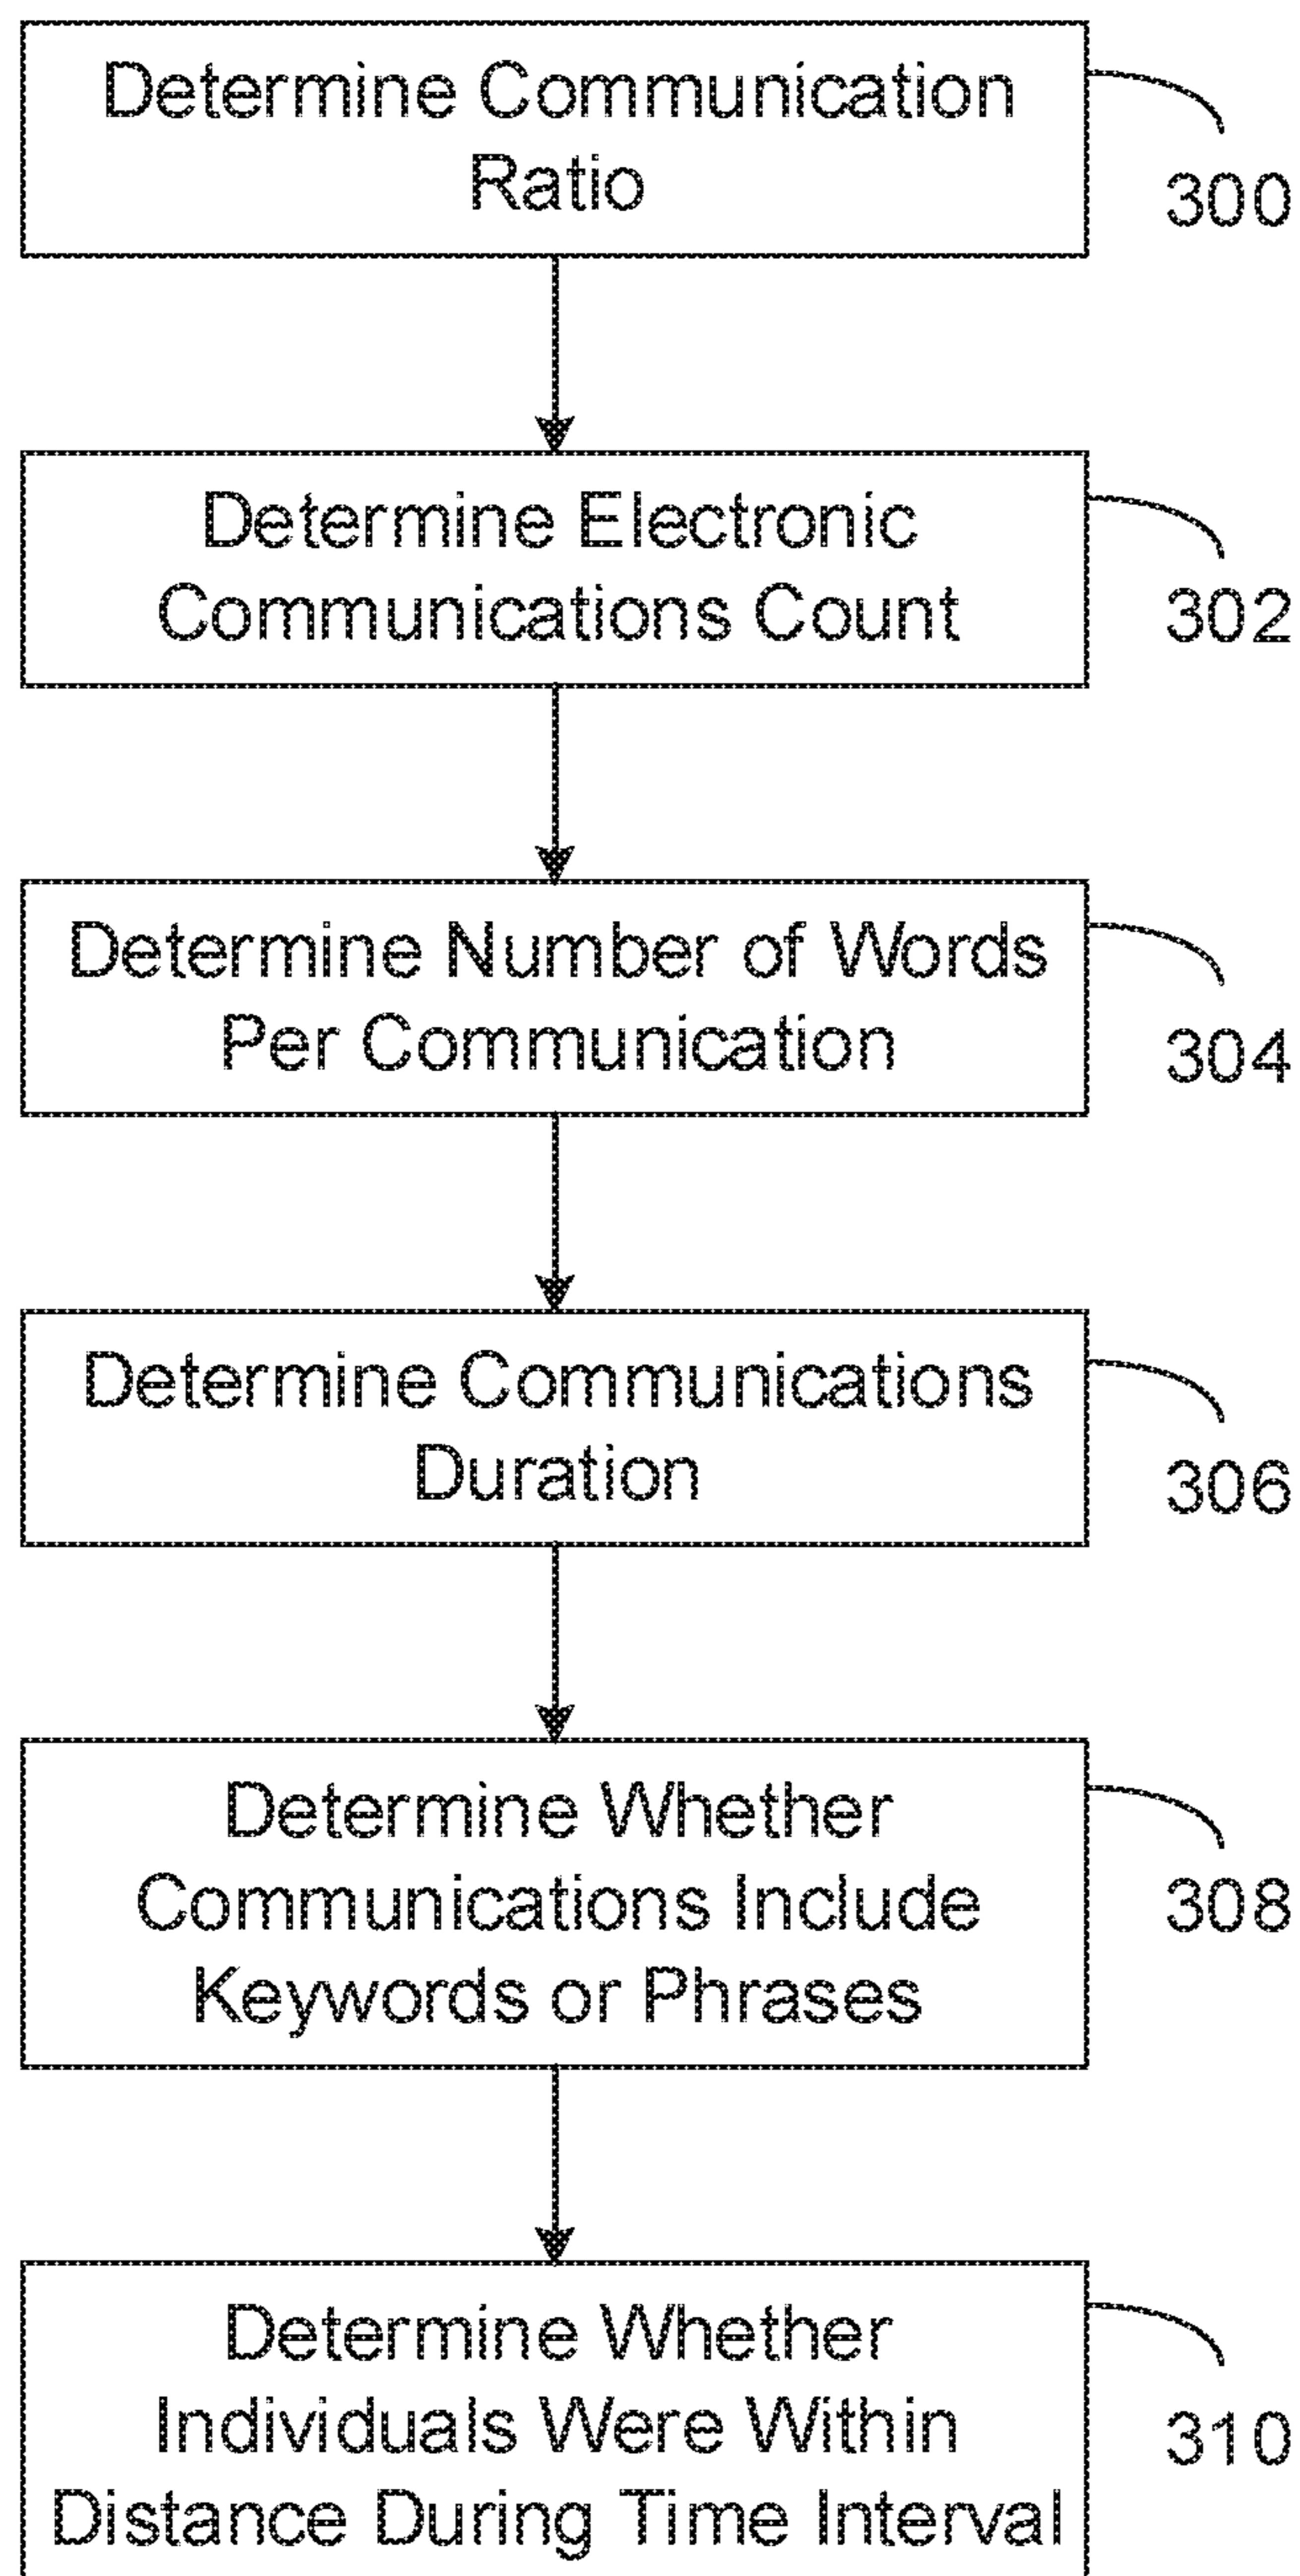 Determine Communication
Ratio
300
Determine Electronic
Communications Count
302
Determine Number of Words
Per Communication
304
Determine Communications
Duration
306
Determine Whether
Communications Include
Keywords or Phrases
308
Determine Whether
Individuals Were Within
Distance During Time Interval
310